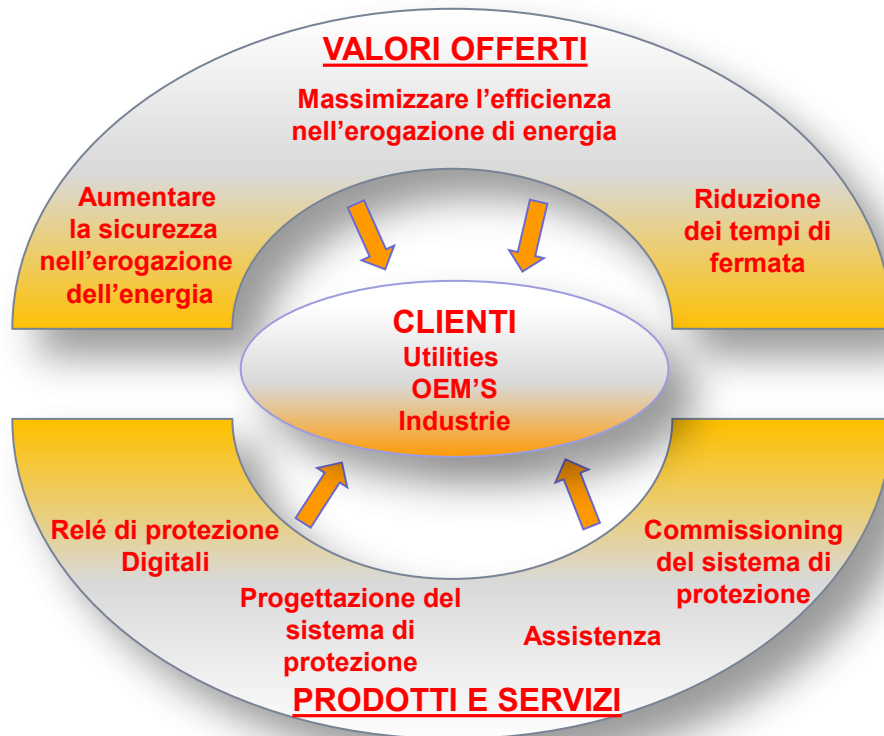 VALORI OFFERTI
Massimizzare l’efficienza
nell’erogazione di energia
Aumentare
la sicurezza
nell’erogazione
dell’energia
Riduzione
dei tempi di
fermata
CLIENTI
Utilities
OEM’S
Industrie
Relé di protezione
Digitali
Progettazione del
sistema di
protezione
Assistenza
Commissioning
del sistema di
protezione
PRODOTTI E SERVIZI